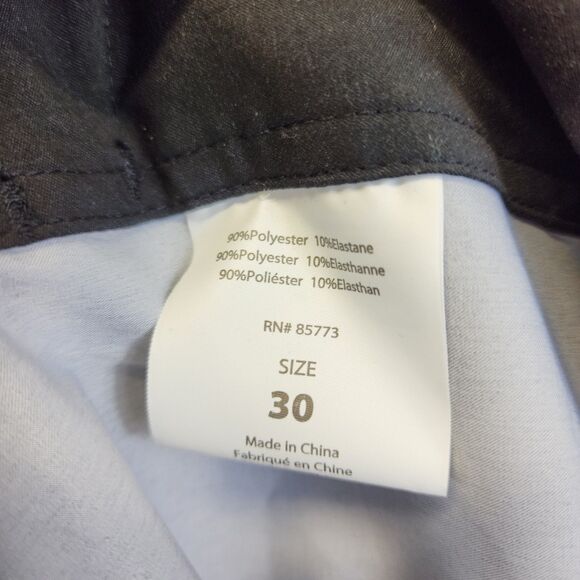 90%Polyester 10%Elastane
90%Polyester 10%Elasthanne
90%Poliéster 10%Elasthan
RN# 85773
SIZE
30
Made in China
Fabriqué en Chine